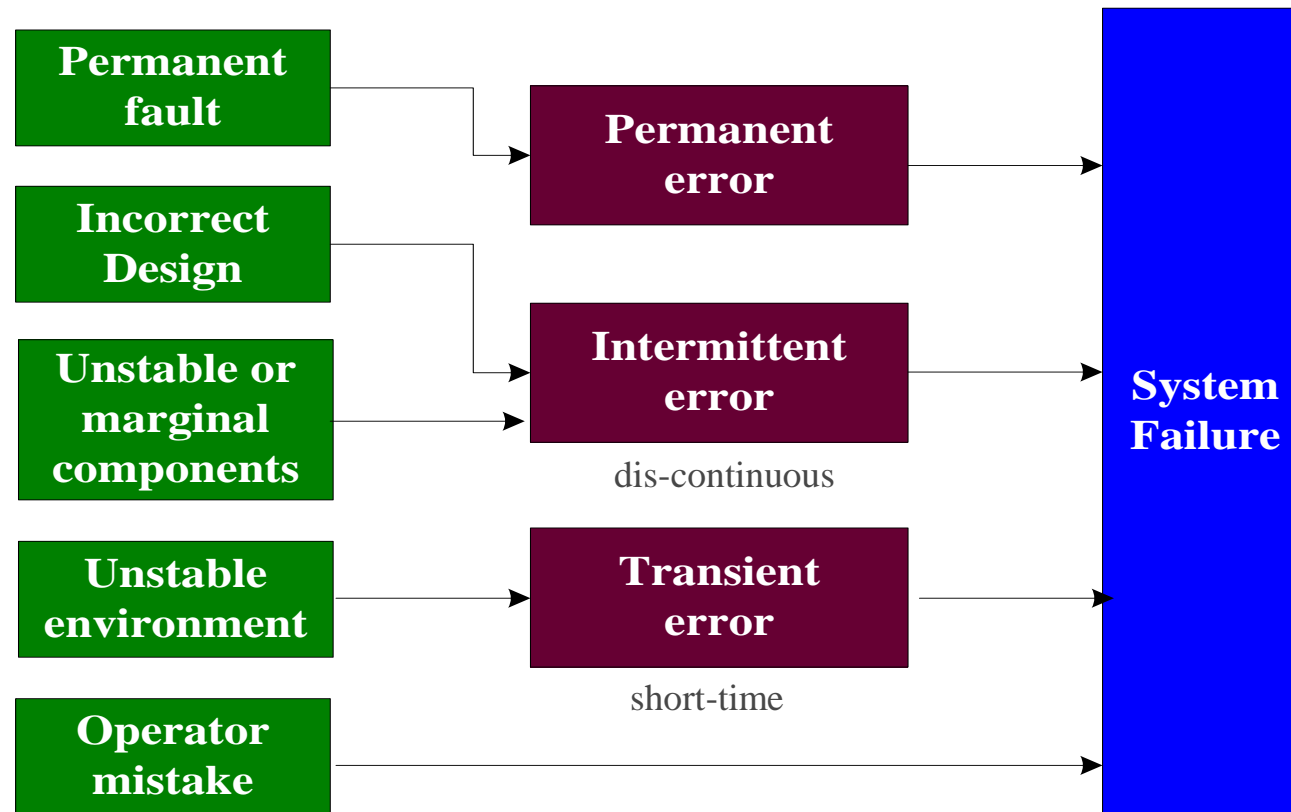 Permanent
fault
Permanent
error
Incorrect
Design
Intermittent
error
dis-continuous
Unstable or
marginal
components
Unstable
environment
Transient
error
short-time
Operator
mistake
System
Failure